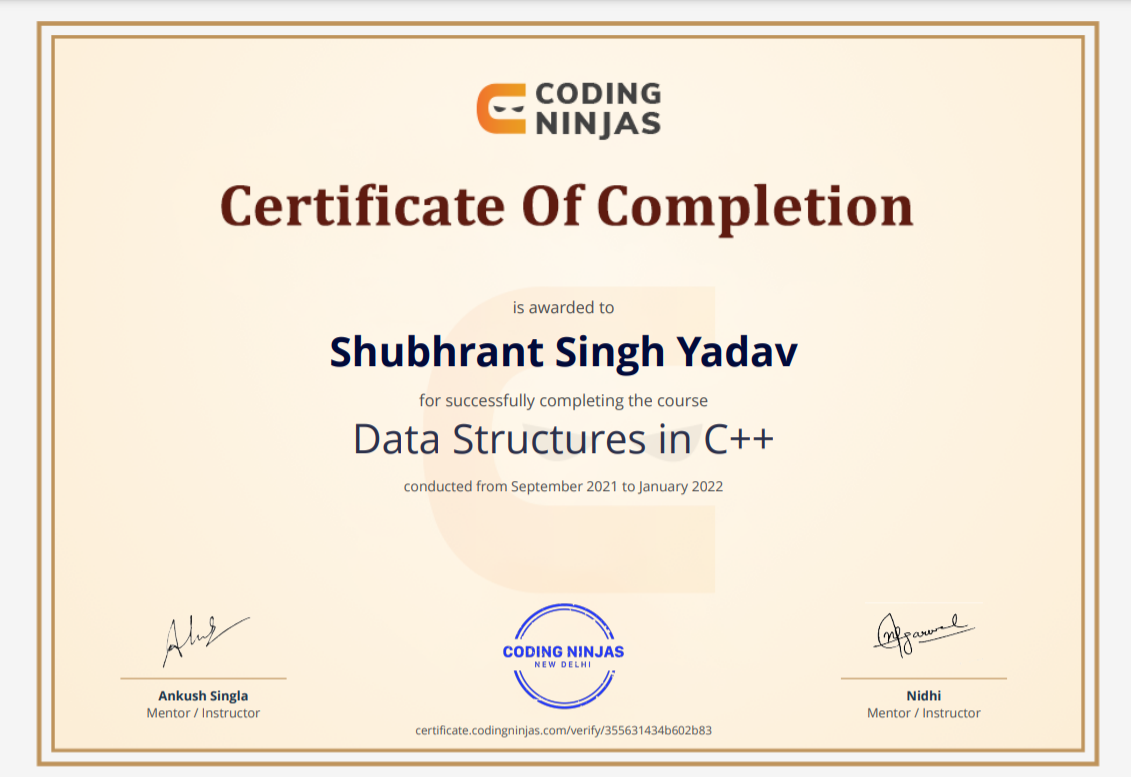 CODING
NINJAS
Certificate Of Completion
is awarded to
Shubhrant Singh Yadav
for successfully completing the course
Data Structures in C++
conducted from September 2021 to January 2022
CODING NINJAS
NEW DELHI
Agarwal
Ankush Singla
Mentor / Instructor
Nidhi
Mentor / Instructor
certificate.codingninjas.com/verify/355631434b602b83